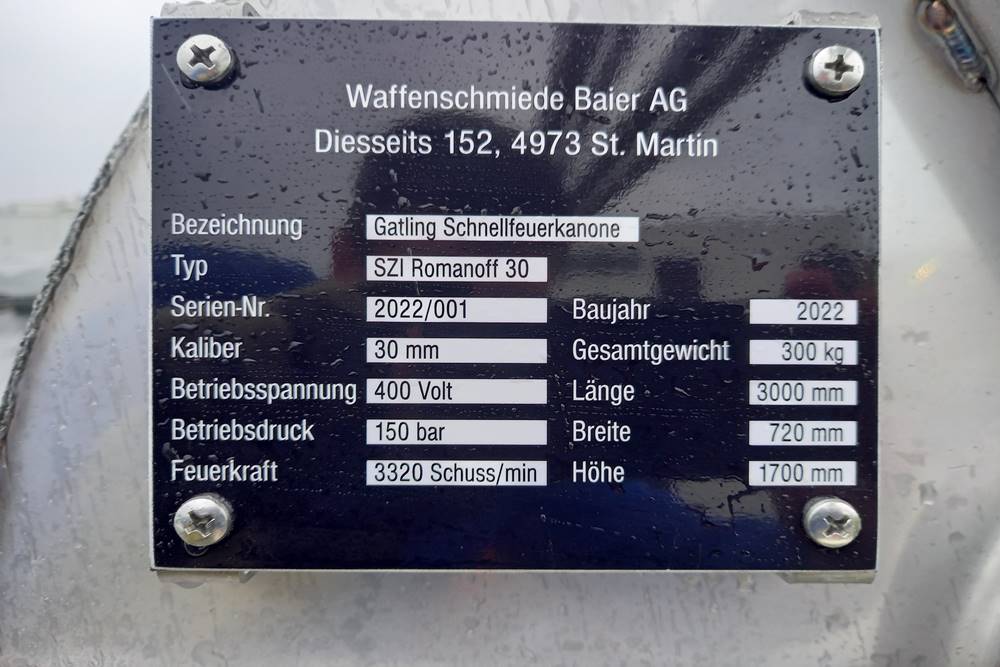 Waffenschmiede Baier AG
Diesseits 152, 4973 St. Martin
Bezeichnung Gatling Schnellfeuerkanone
Typ SZI Romanoff 30
Serien-Nr. 2022/001 Baujahr 2022
Kaliber 30 mm Gesamtgewicht 300 kg
Betriebsspannung 400 Volt Länge 3000 mm
Betriebsdruck 150 bar Breite 720 mm
Feuerkraft 3320 Schuss/min Höhe 1700 mm